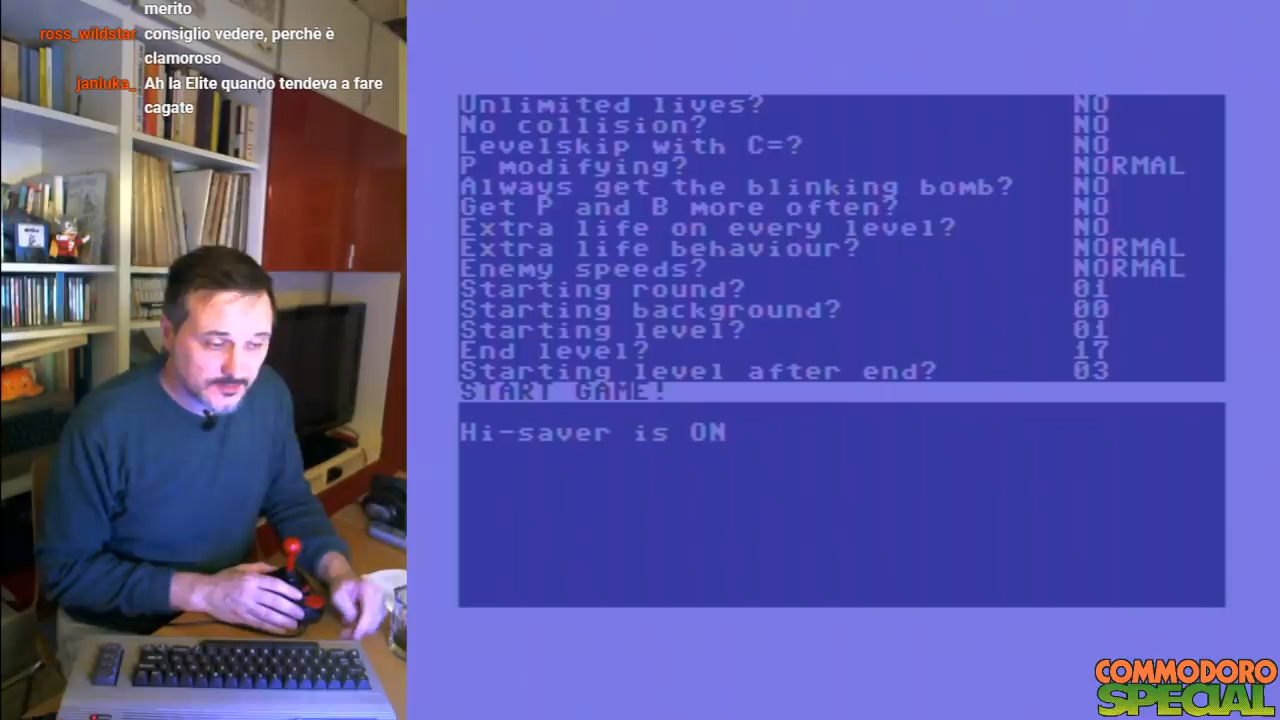 merito
ross_wildstar consiglio vedere, perchè è
clamoroso
janluka_ Ah la Elite quando tendeva a fare
cagate
Unlimited lives? NO
No collision? NO
Levelskip with C=? NO
P modifying? NORMAL
Always get the blinking bomb? NO
Get P and B more often? NO
Extra life on every level? NO
Extra life behaviour? NORMAL
Enemy speeds? NORMAL
Starting round? 01
Starting background? 00
Starting level? 01
End level? 17
Starting level after end? 03
START GAME!
Hi-saver is ON
COMMODORO
SPECIAL